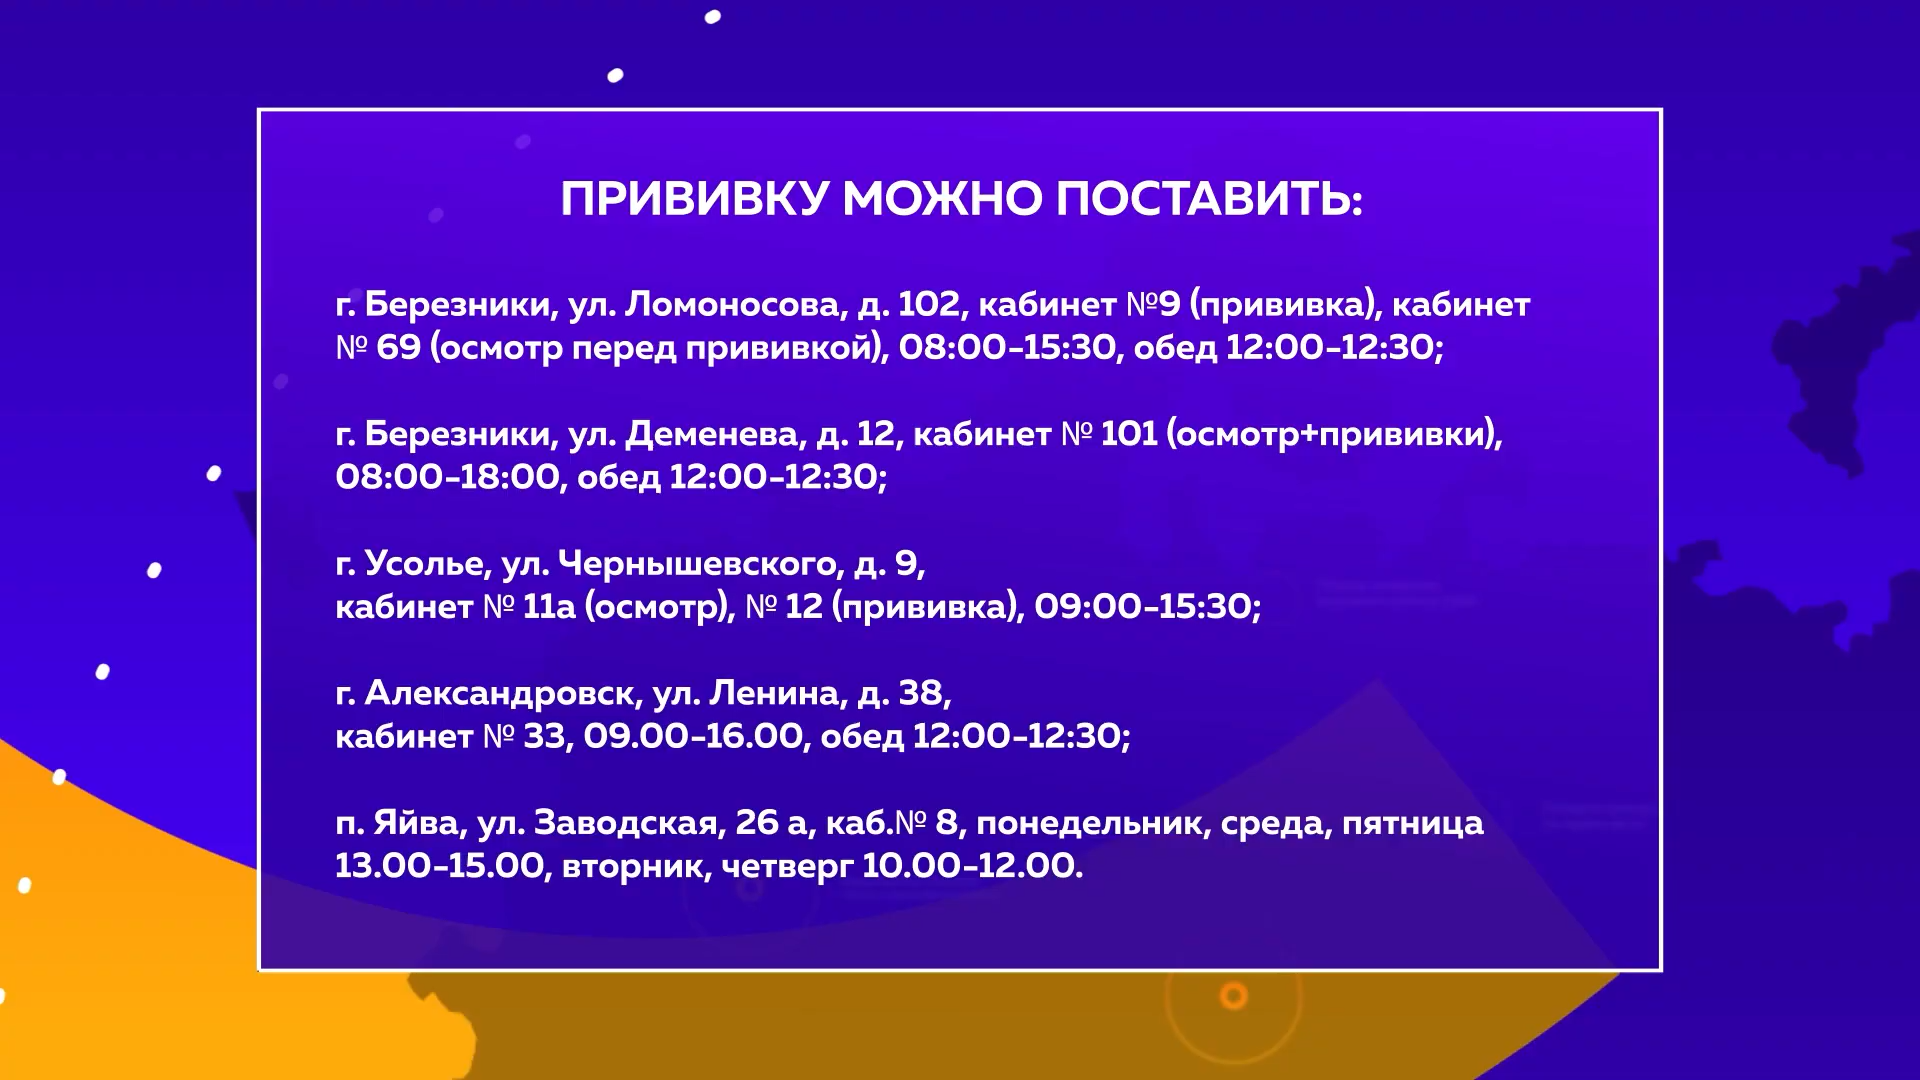 ПРИВИВКУ МОЖНО ПОСТАВИТЬ:
г. Березники, ул. Ломоносова, д. 102, кабинет №9 (прививка), кабинет
№ 69 (осмотр перед прививкой), 08:00-15:30, обед 12:00-12:30;
г. Березники, ул. Деменева, д. 12, кабинет № 101 (осмотр+прививки),
08:00-18:00, обед 12:00-12:30;
г. Усолье, ул. Чернышевского, д. 9,
кабинет № 11а (осмотр), № 12 (прививка), 09:00-15:30;
г. Александровск, ул. Ленина, д. 38,
кабинет № 33, 09.00-16.00, обед 12:00-12:30;
п. Яйва, ул. Заводская, 26 а, каб.№ 8, понедельник, среда, пятница
13.00-15.00, вторник, четверг 10.00-12.00.